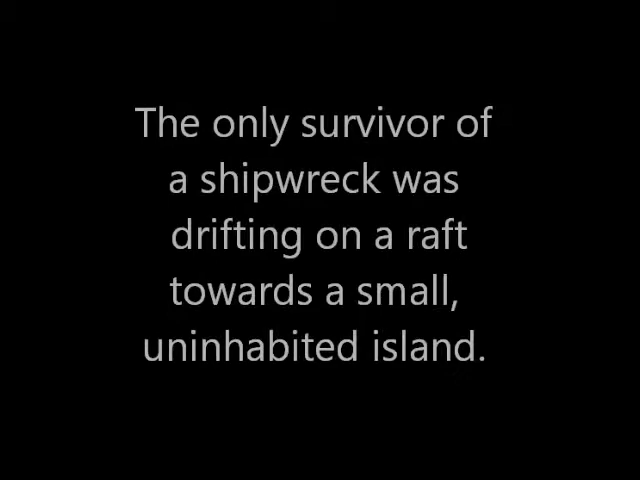 The only survivor of
a shipwreck was
drifting on a raft
towards a small,
uninhabited island.